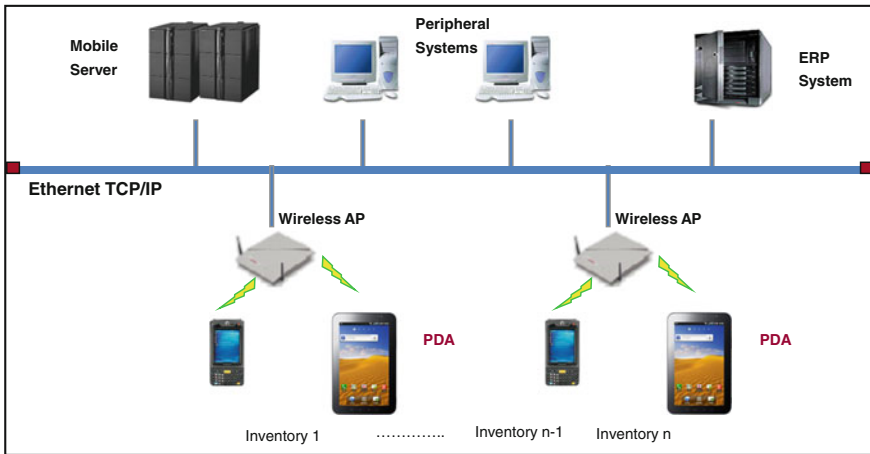 Mobile
Server
Peripheral
Systems
ERP
System
Ethernet TCP/IP
Wireless AP
Wireless AP
PDA
PDA
Inventory 1
…………..
Inventory n-1
Inventory n